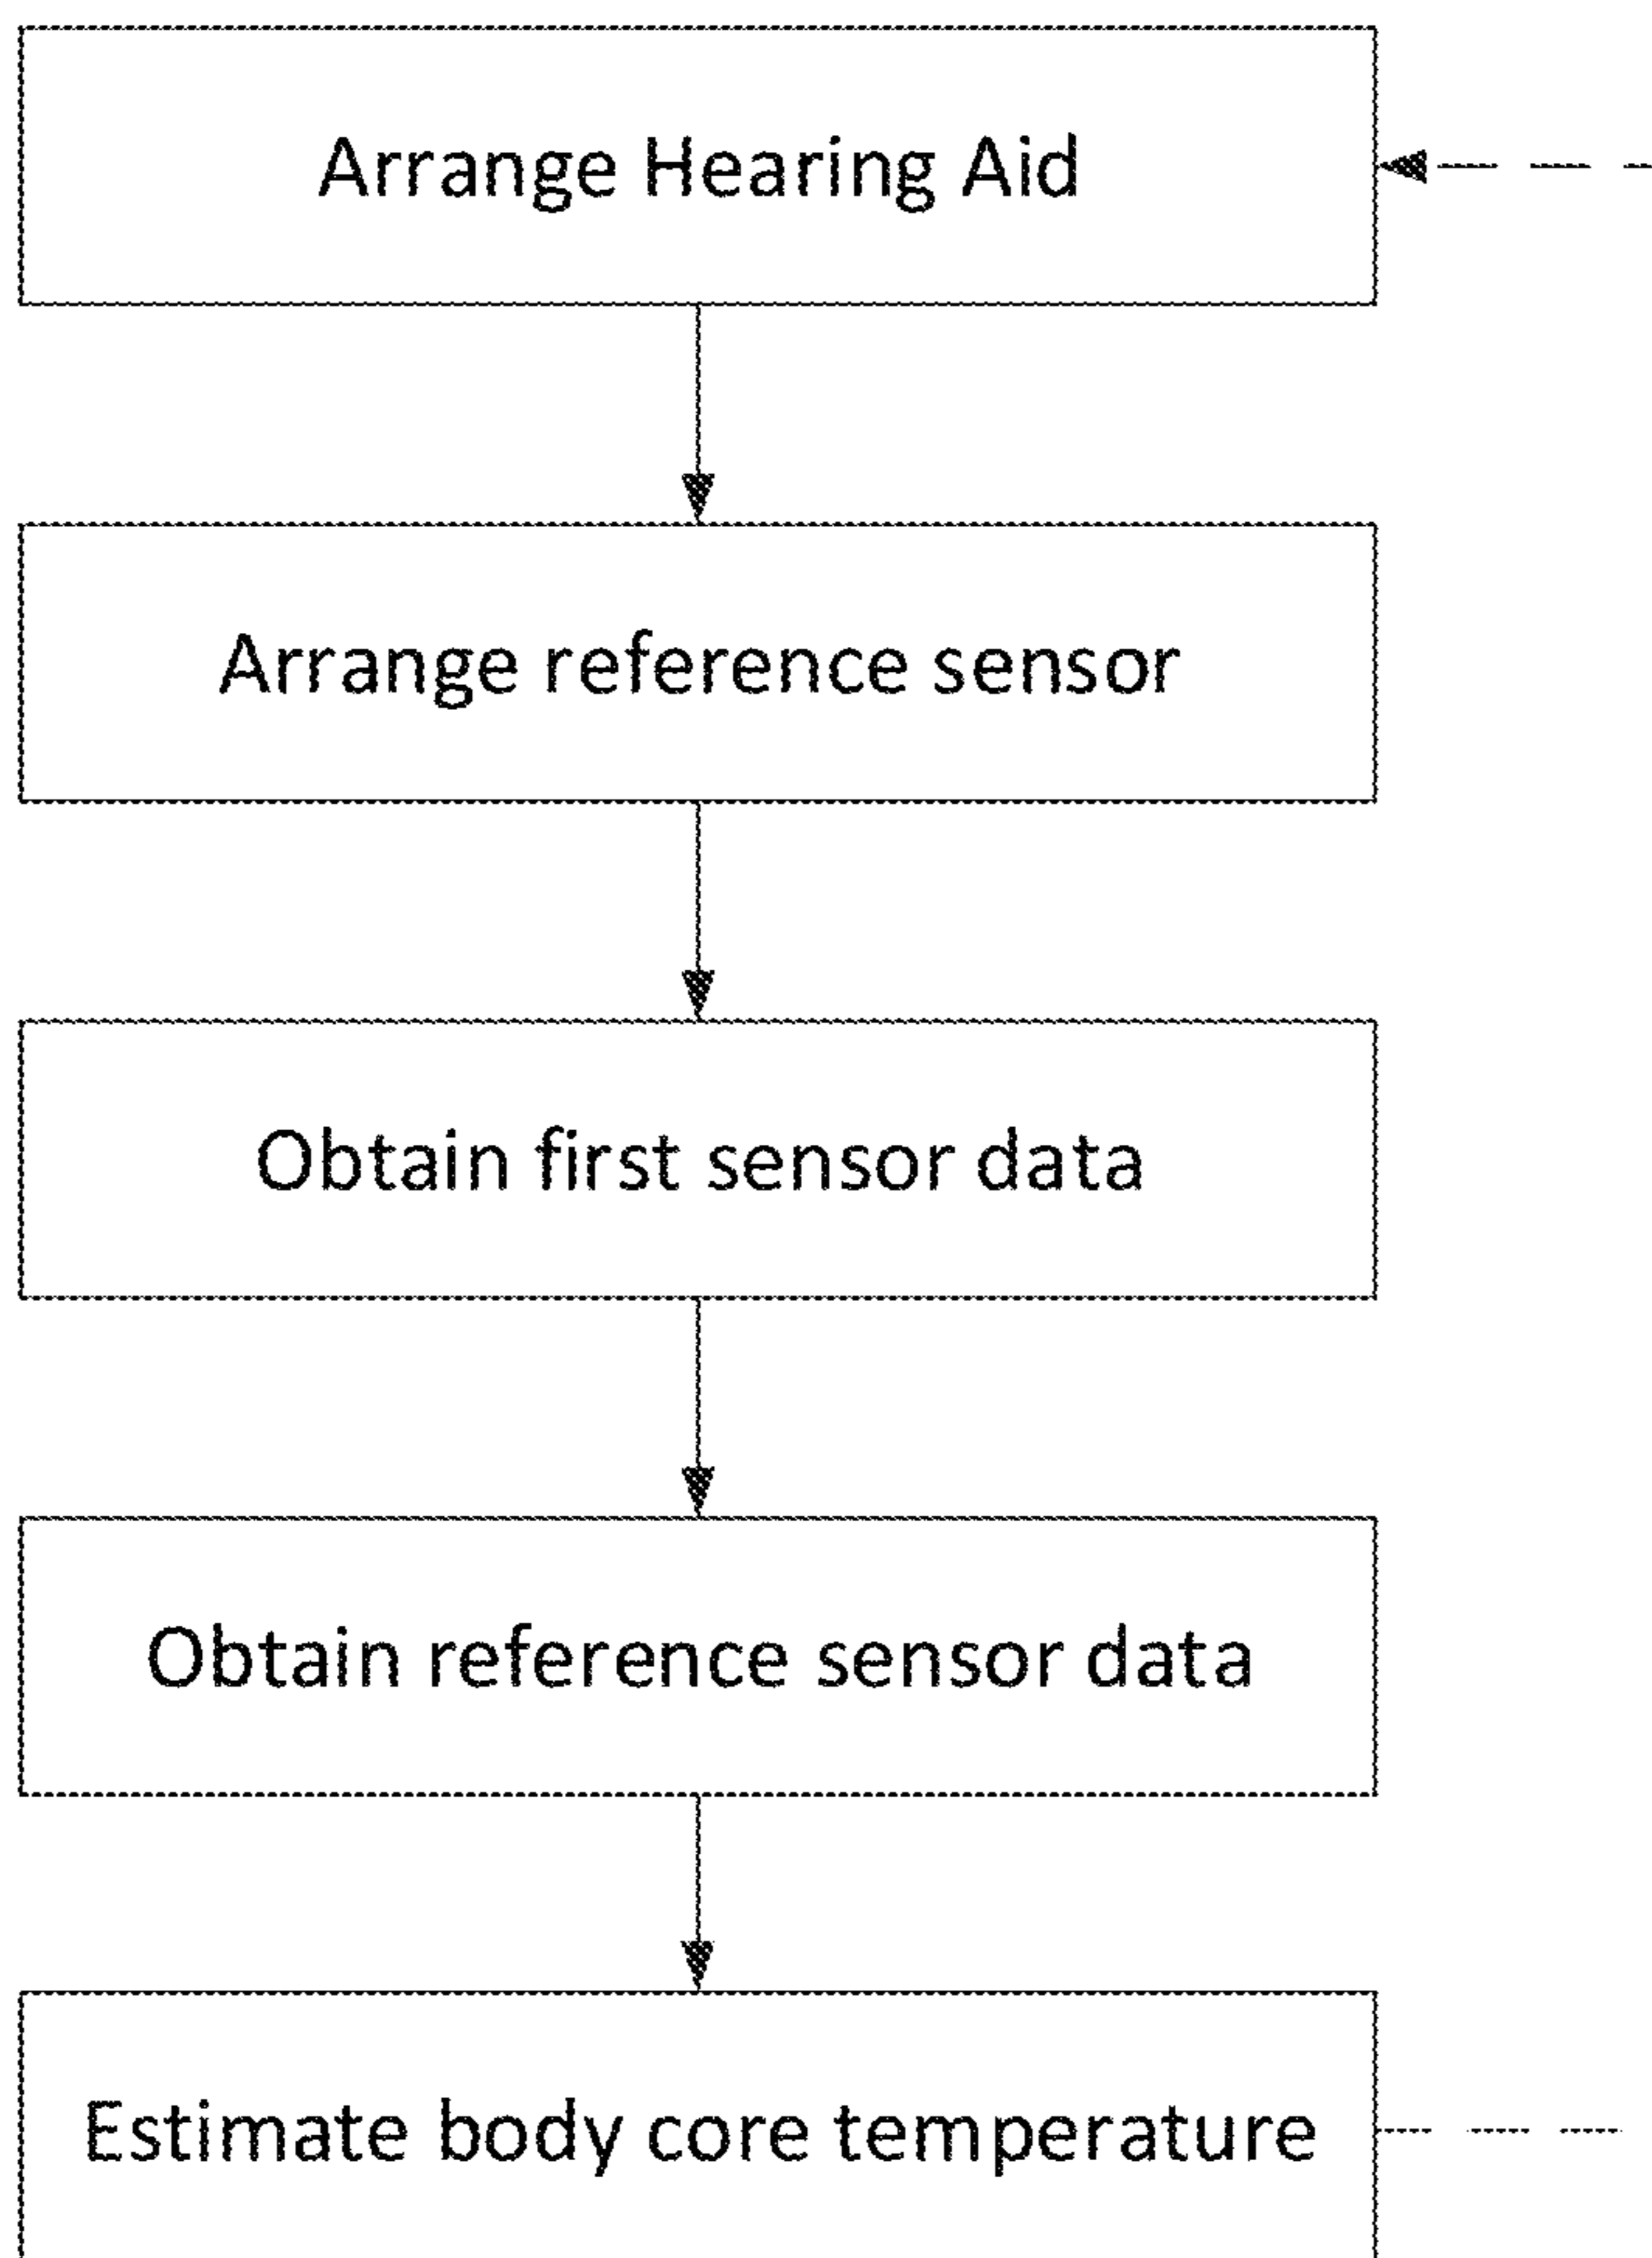 Arrange Hearing Aid
Arrange reference sensor
Obtain first sensor data
Obtain reference sensor data
Estimate body core temperature